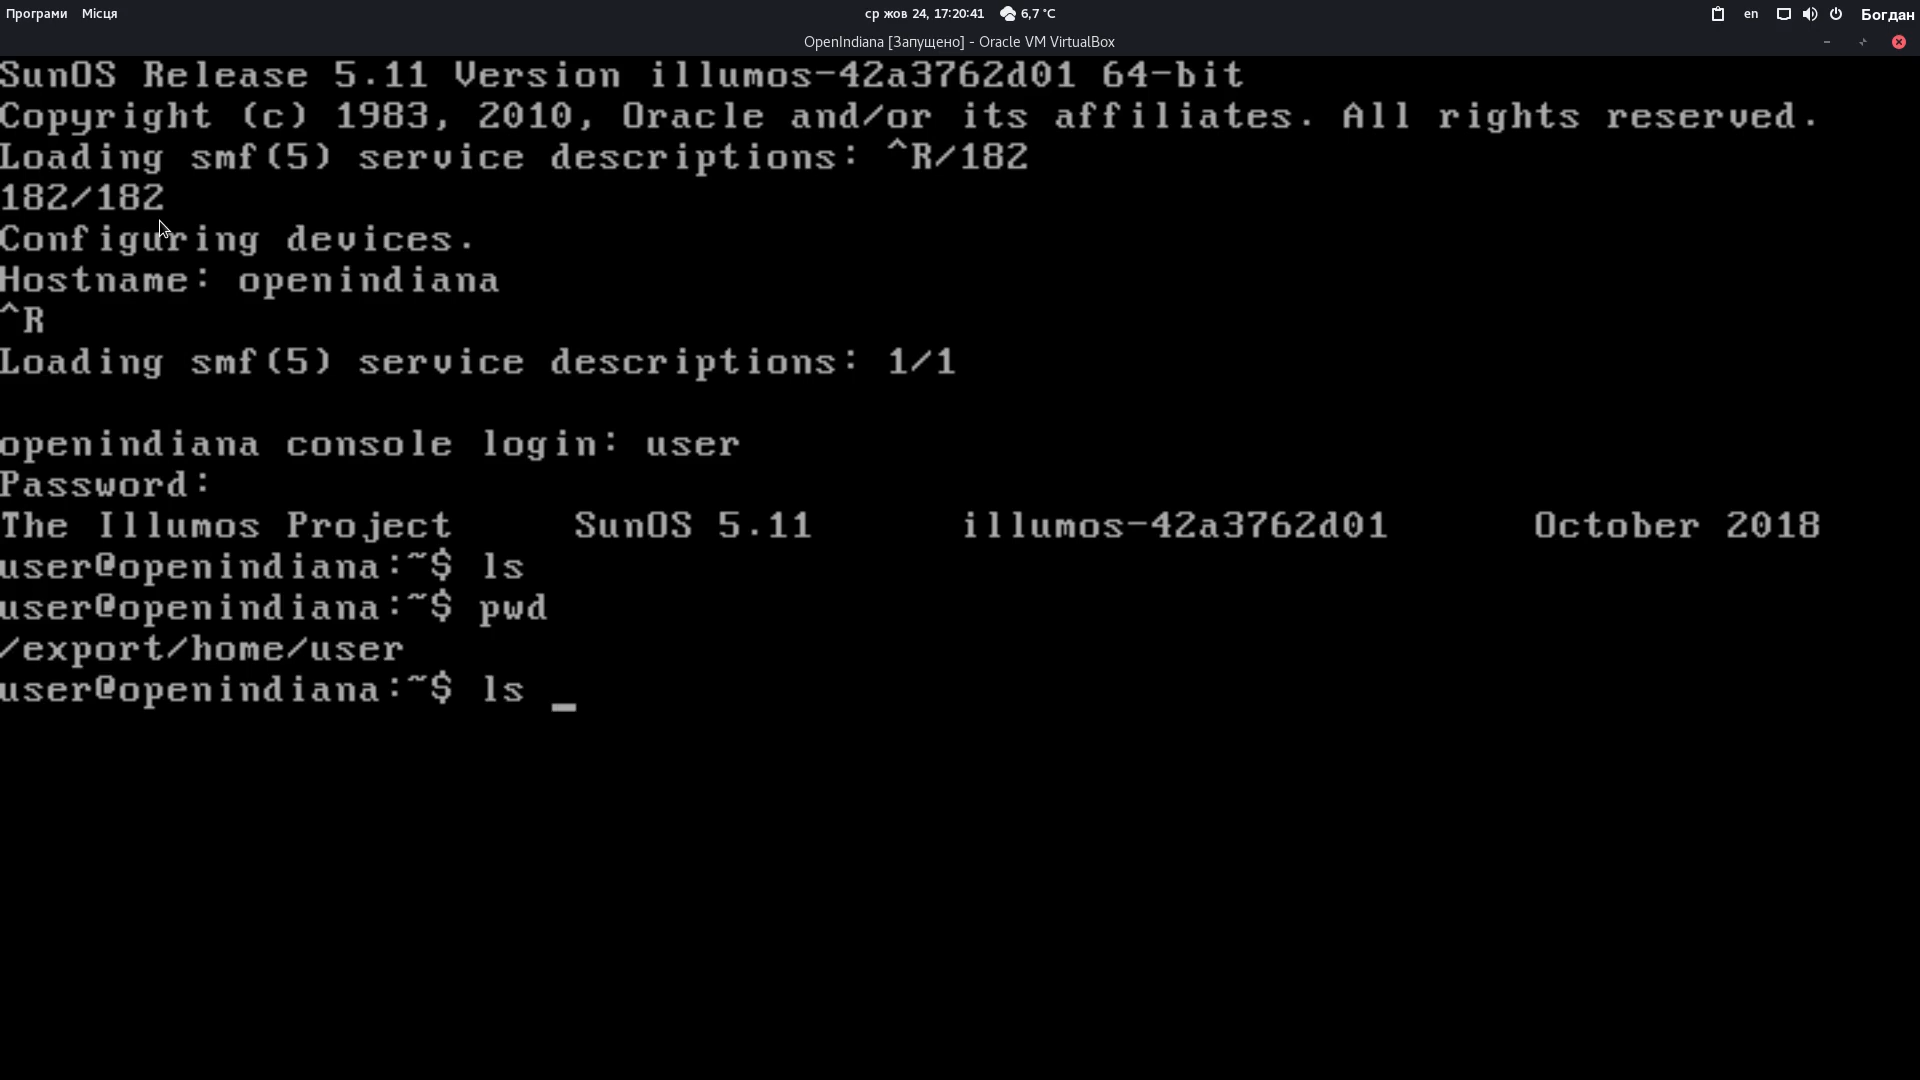 Програми Місця ср жов 24, 17:20:41 6,7 °C en Богдан
OpenIndiana [Запущено] - Oracle VM VirtualBox
SunOS Release 5.11 Version illumos-42a3762d01 64-bit
Copyright (c) 1983, 2010, Oracle and/or its affiliates. All rights reserved.
Loading smf(5) service descriptions: ^R/182
182/182
Configuring devices.
Hostname: openindiana
^R
Loading smf(5) service descriptions: 1/1
openindiana console login: user
Password:
The Illumos Project SunOS 5.11 illumos-42a3762d01 October 2018
user@openindiana:~$ ls
user@openindiana:~$ pwd
/export/home/user
user@openindiana:~$ ls _